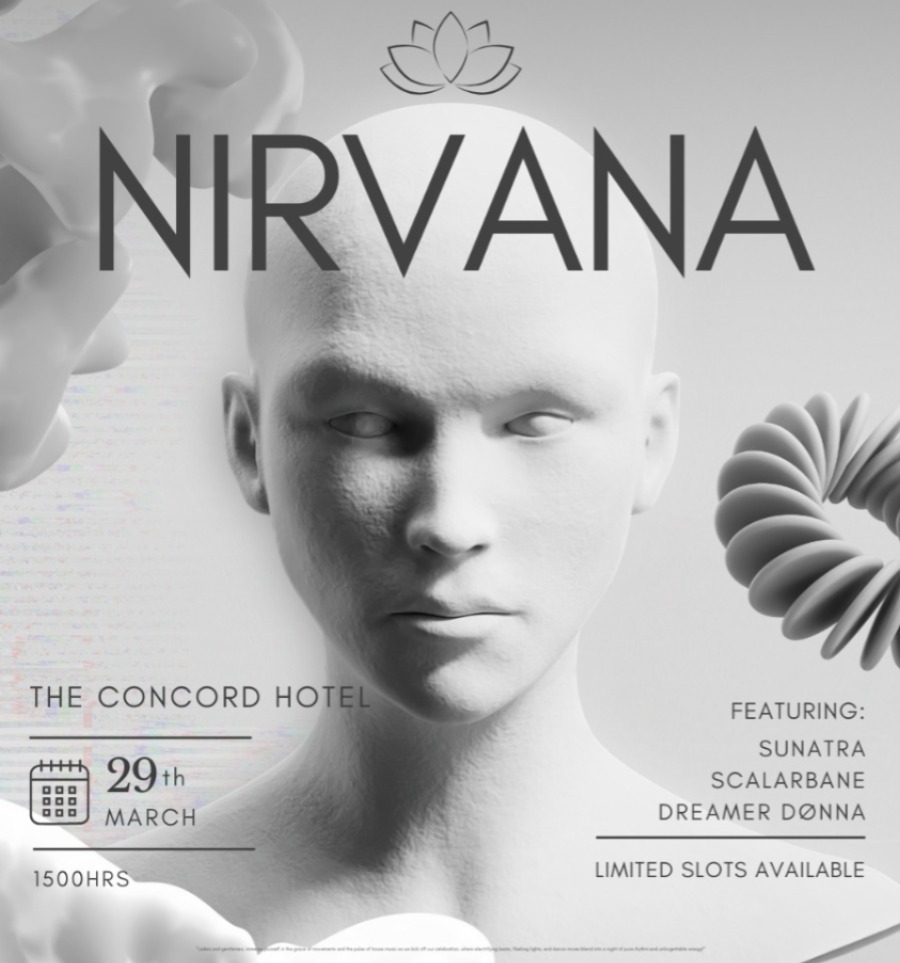 NIRVANA
THE CONCORD HOTEL
29th
MARCH
1500HRS
FEATURING:
SUNATRA
SCALARBANE
DREAMER DØNNA
LIMITED SLOTS AVAILABLE